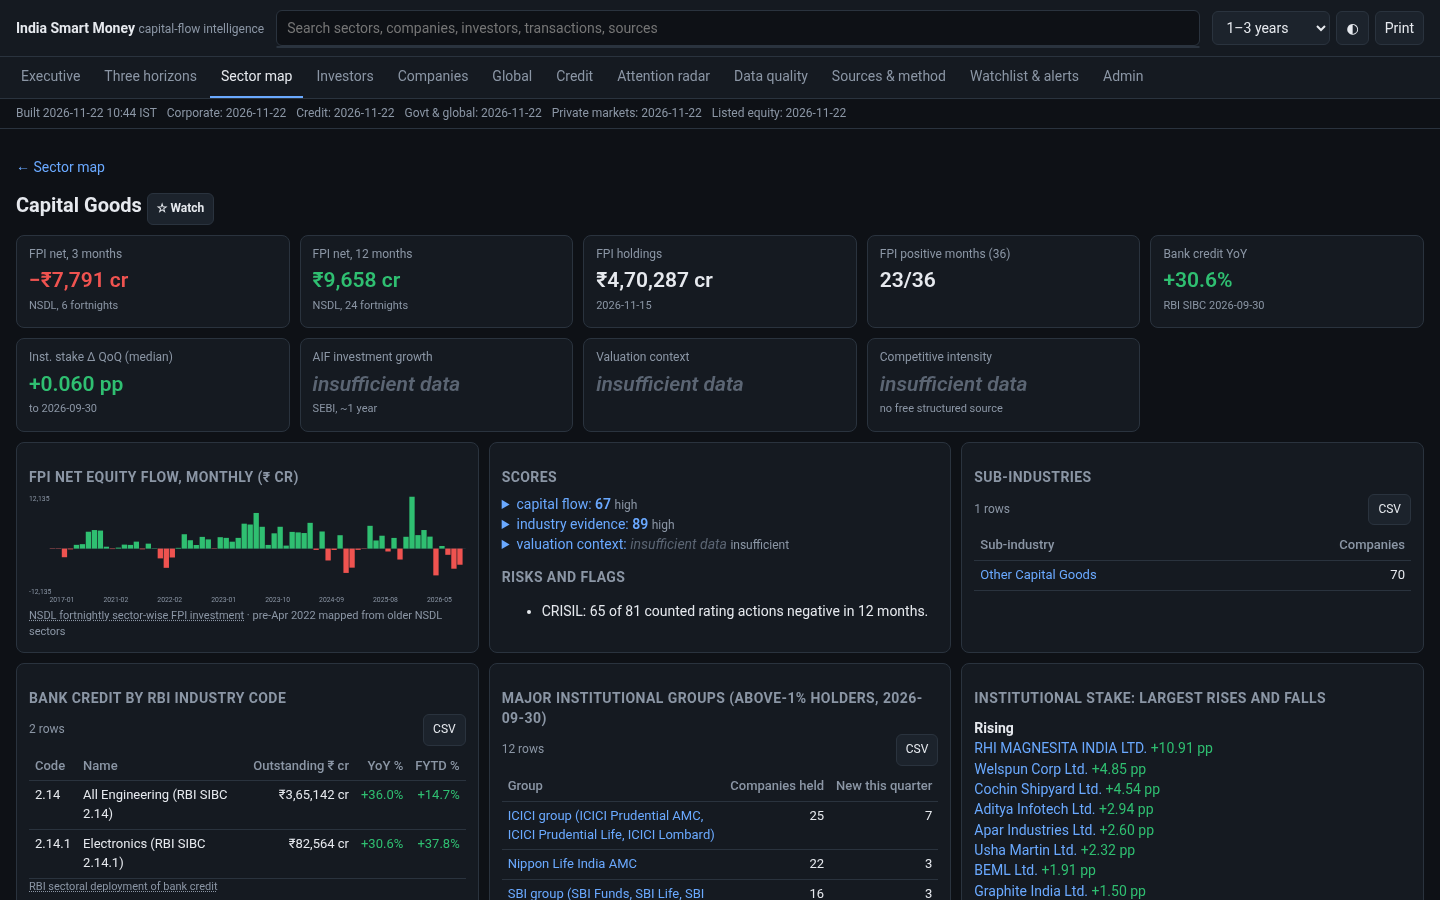 India Smart Money capital-flow intelligence
Search sectors, companies, investors, transactions, sources
1–3 years
Print
Executive Three horizons Sector map Investors Companies Global Credit Attention radar Data quality Sources & method Watchlist & alerts Admin
Built 2026-11-22 10:44 IST Corporate: 2026-11-22 Credit: 2026-11-22 Govt & global: 2026-11-22 Private markets: 2026-11-22 Listed equity: 2026-11-22
← Sector map
Capital Goods ☆ Watch
FPI net, 3 months
−₹7,791 cr
NSDL, 6 fortnights
FPI net, 12 months
₹9,658 cr
NSDL, 24 fortnights
FPI holdings
₹4,70,287 cr
2026-11-15
FPI positive months (36)
23/36
Bank credit YoY
+30.6%
RBI SIBC 2026-09-30
Inst. stake Δ QoQ (median)
+0.060 pp
to 2026-09-30
AIF investment growth
insufficient data
SEBI, ~1 year
Valuation context
insufficient data
Competitive intensity
insufficient data
no free structured source
FPI NET EQUITY FLOW, MONTHLY (₹ CR)
12,135
-12,135
2017-01 2021-02 2022-02 2023-01 2023-10 2024-09 2025-08 2026-05
NSDL fortnightly sector-wise FPI investment · pre-Apr 2022 mapped from older NSDL
sectors
SCORES
▶ capital flow: 67 high
▶ industry evidence: 89 high
▶ valuation context: insufficient data insufficient
RISKS AND FLAGS
• CRISIL: 65 of 81 counted rating actions negative in 12 months.
SUB-INDUSTRIES
1 rows
CSV
Sub-industry Companies
Other Capital Goods 70
BANK CREDIT BY RBI INDUSTRY CODE
2 rows
CSV
Code Name Outstanding ₹ cr YoY % FYTD %
2.14 All Engineering (RBI SIBC ₹3,65,142 cr +36.0% +14.7%
2.14)
2.14.1 Electronics (RBI SIBC ₹82,564 cr +30.6% +37.8%
2.14.1)
RBI sectoral deployment of bank credit
MAJOR INSTITUTIONAL GROUPS (ABOVE-1% HOLDERS, 2026-
09-30)
12 rows
CSV
Group Companies held New this quarter
ICICI group (ICICI Prudential AMC, 25 7
ICICI Prudential Life, ICICI Lombard)
Nippon Life India AMC 22 3
SBI group (SBI Funds, SBI Life, SBI 16 3
INSTITUTIONAL STAKE: LARGEST RISES AND FALLS
Rising
RHI MAGNESITA INDIA LTD. +10.91 pp
Welspun Corp Ltd. +4.85 pp
Cochin Shipyard Ltd. +4.54 pp
Aditya Infotech Ltd. +2.94 pp
Apar Industries Ltd. +2.60 pp
Usha Martin Ltd. +2.32 pp
BEML Ltd. +1.91 pp
Graphite India Ltd. +1.50 pp